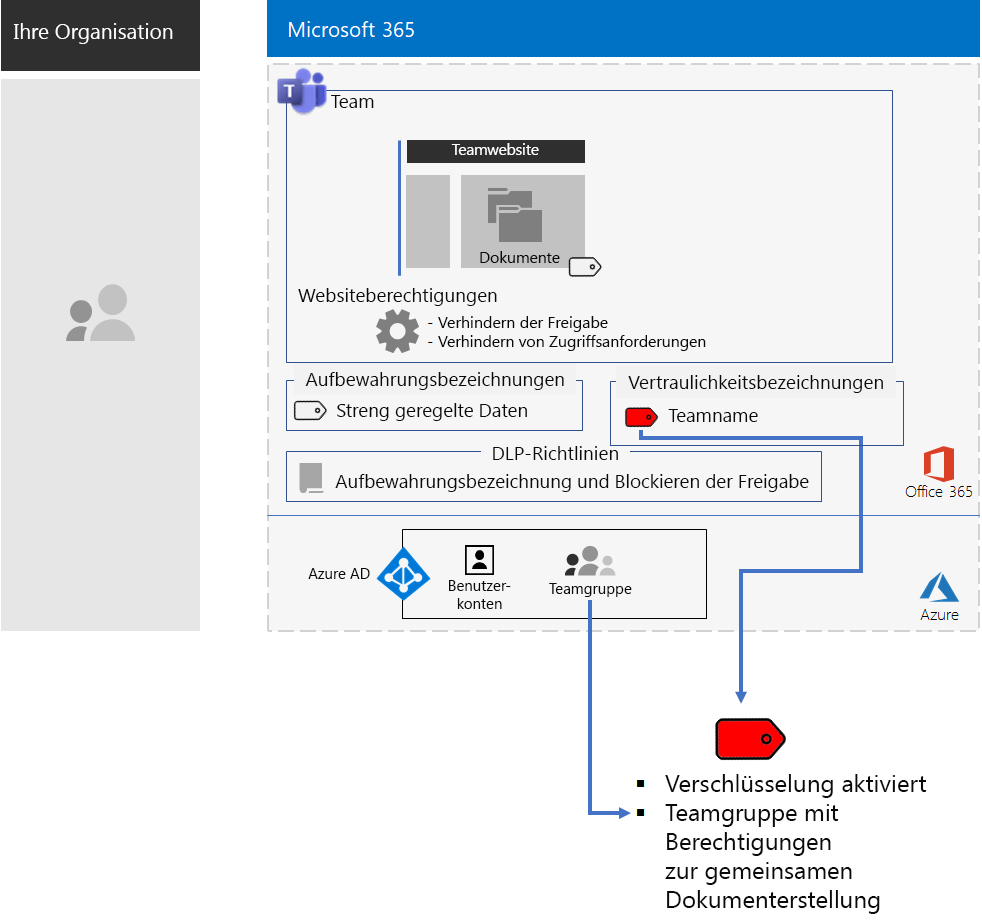 Ihre Organisation
Microsoft 365
T
Team
Teamwebsite
Dokumente
Websiteberechtigungen
- Verhindern der Freigabe
- Verhindern von Zugriffsanforderungen
Aufbewahrungsbezeichnungen
Streng geregelte Daten
Vertraulichkeitsbezeichnungen
Teamname
DLP-Richtlinien
Aufbewahrungsbezeichnung und Blockieren der Freigabe
Office 365
Azure AD
Benutzer-
konten
Teamgruppe
Azure
▪ Verschlüsselung aktiviert
▪ Teamgruppe mit
Berechtigungen
zur gemeinsamen
Dokumenterstellung